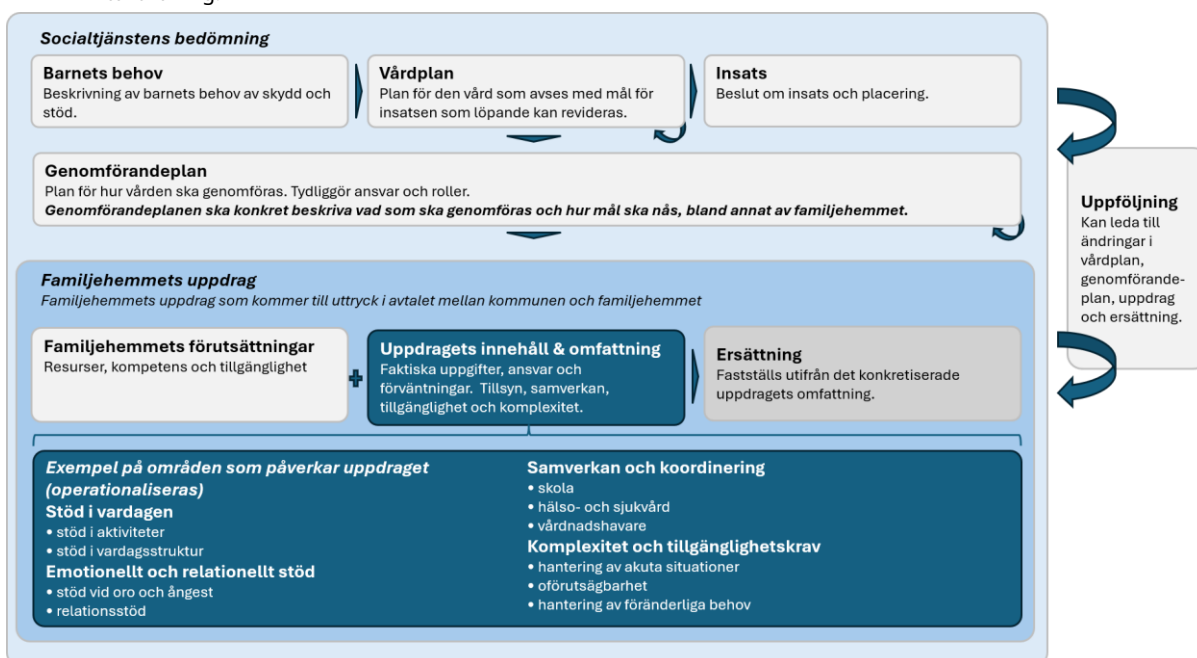 Socialtjänstens bedömning
Barnets behov
Beskrivning av barnets behov av skydd och
stöd.
Vårdplan
Plan för den vård som avses med mål för
insatsen som löpande kan revideras.
Insats
Beslut om insats och placering.
Genomförandeplan
Plan för hur vården ska genomföras. Tydliggör ansvar och roller.
Genomförandeplanen ska konkret beskriva vad som ska genomföras och hur mål ska nås, bland annat av familjehemmet.
Uppföljning
Kan leda till
ändringar i
vårdplan,
genomförande-
plan, uppdrag
och ersättning.
Familjehemmets uppdrag
Familjehemmets uppdrag som kommer till uttryck i avtalet mellan kommunen och familjehemmet
Familjehemmets förutsättningar
Resurser, kompetens och tillgänglighet
Uppdragets innehåll & omfattning
Faktiska uppgifter, ansvar och
förväntningar. Tillsyn, samverkan,
tillgänglighet och komplexitet.
Ersättning
Fastställs utifrån det konkretiserade
uppdragets omfattning.
Exempel på områden som påverkar uppdraget
(operationaliseras)
Stöd i vardagen
• stöd i aktiviteter
• stöd i vardagsstruktur
Emotionellt och relationellt stöd
• stöd vid oro och ångest
• relationsstöd
Samverkan och koordinering
• skola
• hälso- och sjukvård
• vårdnadshavare
Komplexitet och tillgänglighetskrav
• hantering av akuta situationer
• oförutsägbarhet
• hantering av föränderliga behov